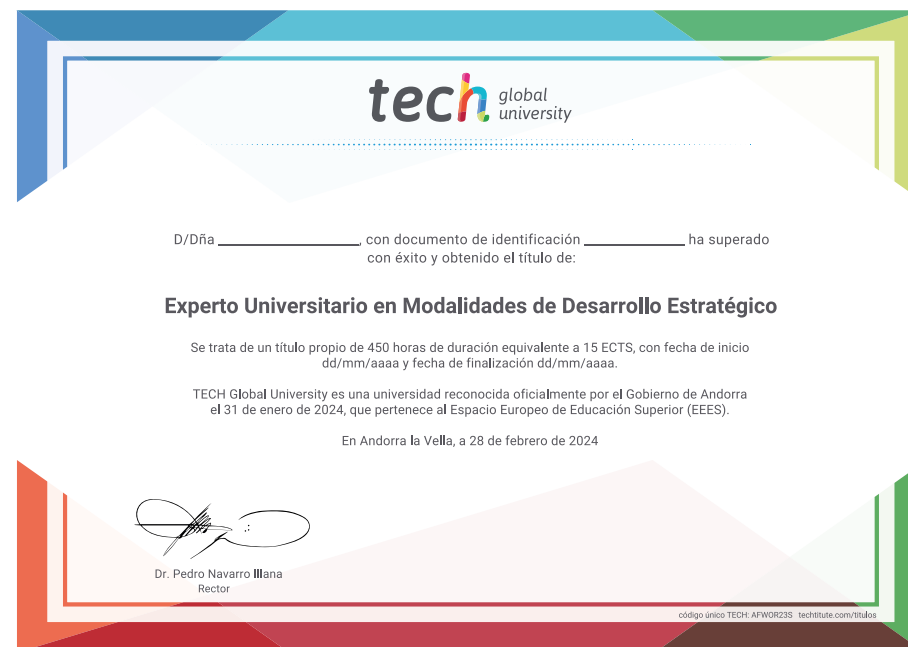 tech global university
D/Dña ____________________, con documento de identificación ______________ ha superado
con éxito y obtenido el título de:
Experto Universitario en Modalidades de Desarrollo Estratégico
Se trata de un título propio de 450 horas de duración equivalente a 15 ECTS, con fecha de inicio
dd/mm/aaaa y fecha de finalización dd/mm/aaaa.
TECH Global University es una universidad reconocida oficialmente por el Gobierno de Andorra
el 31 de enero de 2024, que pertenece al Espacio Europeo de Educación Superior (EEES).
En Andorra la Vella, a 28 de febrero de 2024
Dr. Pedro Navarro Illana
Rector
código único TECH: AFWOR23S techtitute.com/titulos